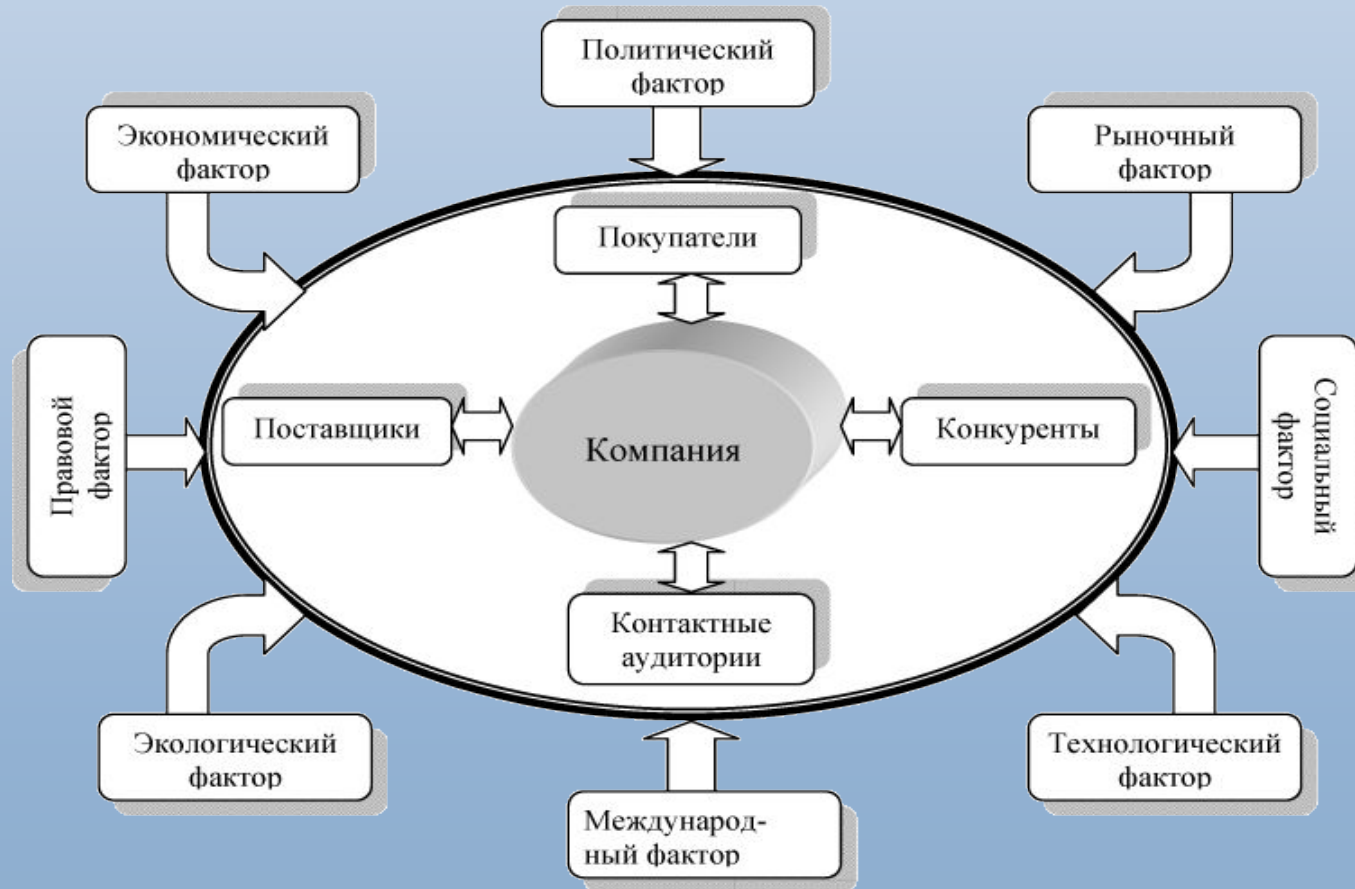 Политический
фактор
Экономический
фактор
Рыночный
фактор
Покупатели
Правовой
фактор
Поставщики
Компания
Конкуренты
Социальный
фактор
Контактные
аудитории
Экологический
фактор
Технологический
фактор
Международ-
ный фактор